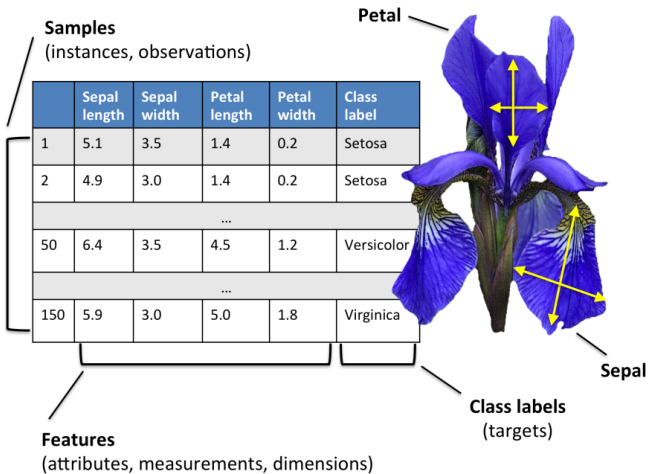 Samples
(instances, observations)
Petal
Sepal length Sepal width Petal length Petal width Class label
1 5.1 3.5 1.4 0.2 Setosa
2 4.9 3.0 1.4 0.2 Setosa
...
50 6.4 3.5 4.5 1.2 Versicolor
...
150 5.9 3.0 5.0 1.8 Virginica
Sepal
Class labels
(targets)
Features
(attributes, measurements, dimensions)